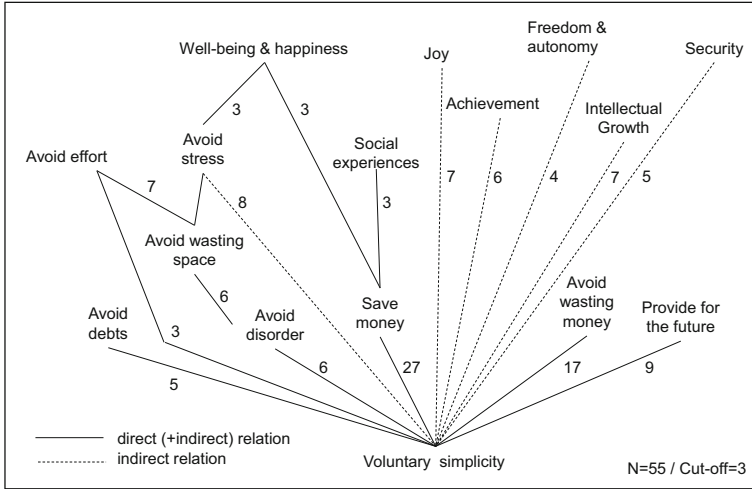 Freedom &
autonomy
Well-being & happiness
Joy
Security
Achievement
Intellectual
Growth
3
3
Avoid
stress
Social
experiences
Avoid effort
7
8
3
7
6
4
7
5
Avoid wasting
space
Avoid
wasting
money
6
Avoid
debts
Avoid
disorder
Save
money
Provide for
the future
3
6
27
17
9
5
direct (+indirect) relation
indirect relation
Voluntary simplicity
N=55 / Cut-off=3